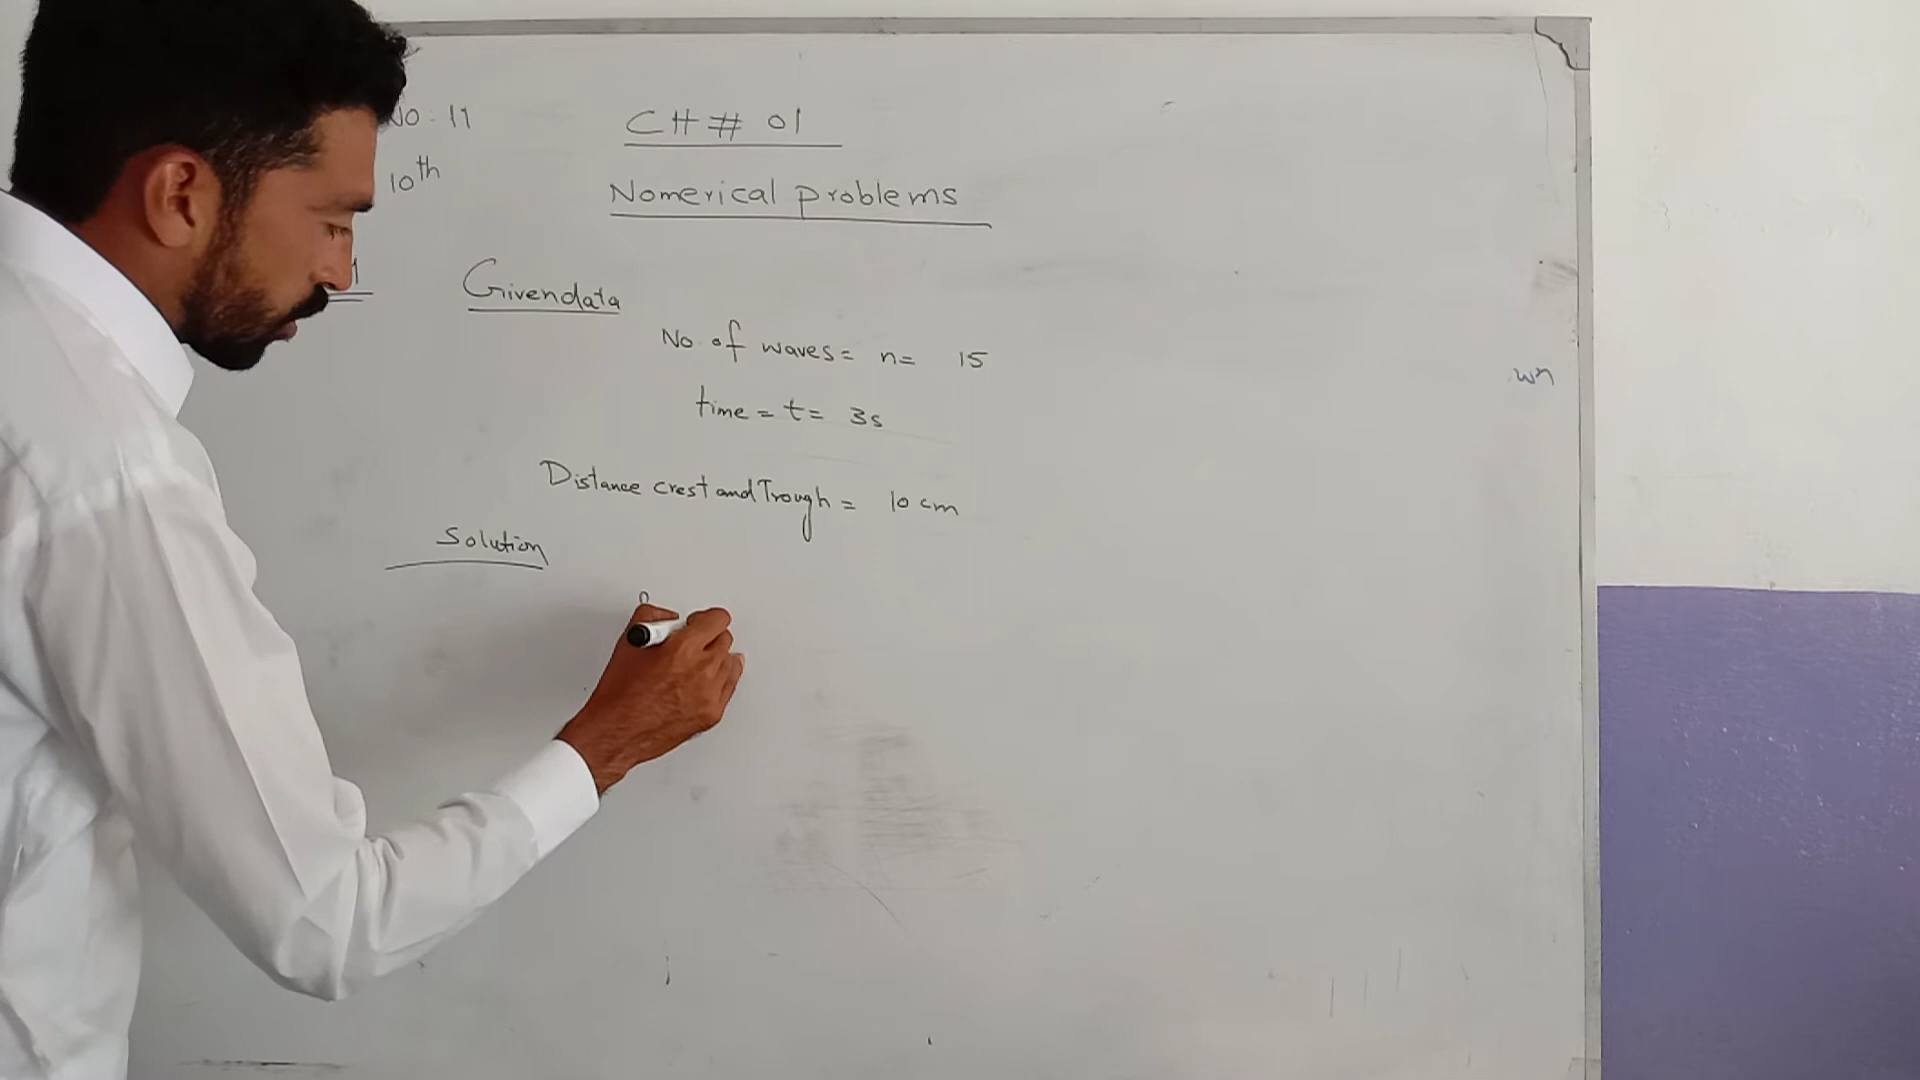 No: 11
CH # 01
10th
Nomerical problems
1
Givendata
No. of waves = n= 15
time = t= 3s
Distance crest and Trough = 10 cm
Solution